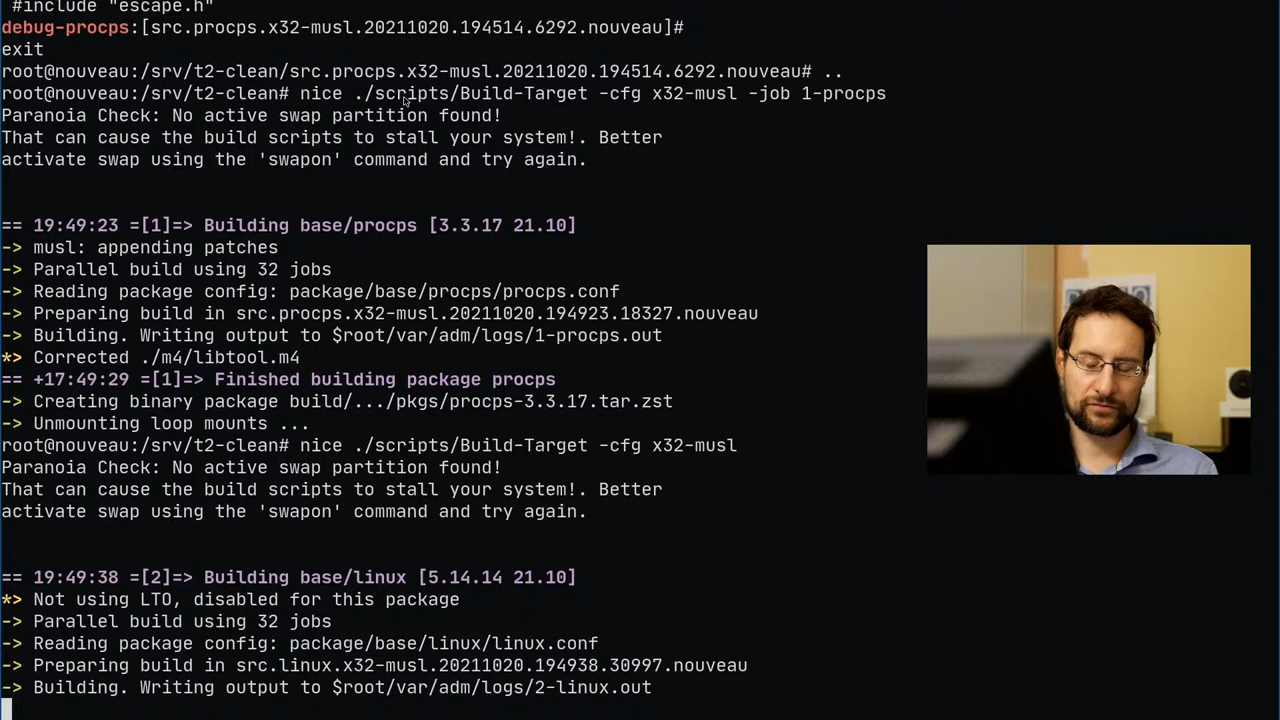 #include "escape.h"
debug-procps:[src.procps.x32-musl.20211020.194514.6292.nouveau]#
exit
root@nouveau:/srv/t2-clean/src.procps.x32-musl.20211020.194514.6292.nouveau# ..
root@nouveau:/srv/t2-clean# nice ./scripts/Build-Target -cfg x32-musl -job 1-procps
Paranoia Check: No active swap partition found!
That can cause the build scripts to stall your system!. Better
activate swap using the 'swapon' command and try again.
== 19:49:23 =[1]=> Building base/procps [3.3.17 21.10]
-> musl: appending patches
-> Parallel build using 32 jobs
-> Reading package config: package/base/procps/procps.conf
-> Preparing build in src.procps.x32-musl.20211020.194923.18327.nouveau
-> Building. Writing output to $root/var/adm/logs/1-procps.out
*> Corrected ./m4/libtool.m4
== +17:49:29 =[1]=> Finished building package procps
-> Creating binary package build/.../pkgs/procps-3.3.17.tar.zst
-> Unmounting loop mounts ...
root@nouveau:/srv/t2-clean# nice ./scripts/Build-Target -cfg x32-musl
Paranoia Check: No active swap partition found!
That can cause the build scripts to stall your system!. Better
activate swap using the 'swapon' command and try again.
== 19:49:38 =[2]=> Building base/linux [5.14.14 21.10]
*> Not using LTO, disabled for this package
-> Parallel build using 32 jobs
-> Reading package config: package/base/linux/linux.conf
-> Preparing build in src.linux.x32-musl.20211020.194938.30997.nouveau
-> Building. Writing output to $root/var/adm/logs/2-linux.out